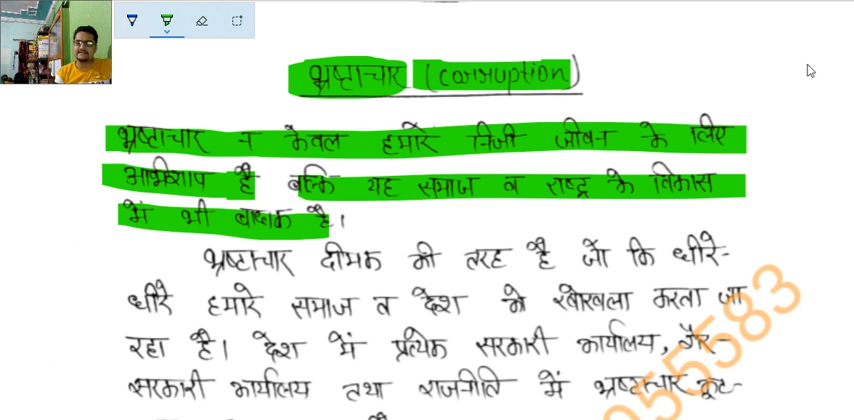 भ्रष्टाचार (Corruption)
भ्रष्टाचार न केवल हमारे निजी जीवन के लिए
अभिशाप है बल्कि यह समाज व राष्ट्र के विकास
में भी बाधक है।
भ्रष्टाचार दीमक की तरह है जो कि धीरे-
धीरे हमारे समाज व देश को खोखला करता जा
रहा है। देश में प्रत्येक सरकारी कार्यालय, गैर-
सरकारी कार्यालय तथा राजनीति में भ्रष्टाचार कूट-
055583